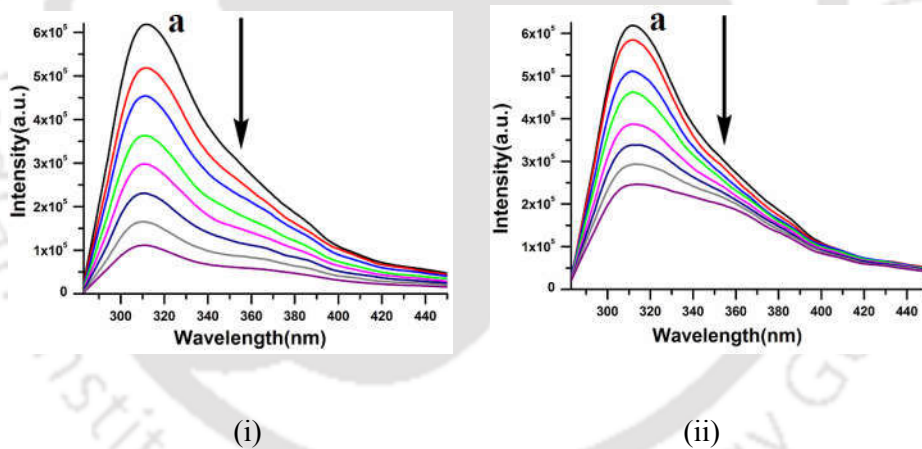 a
6x10⁵
5x10⁵
4x10⁵
3x10⁵
2x10⁵
1x10⁵
0
Intensity(a.u.)
300 320 340 360 380 400 420 440
Wavelength(nm)
(i)
a
6x10⁵
5x10⁵
4x10⁵
3x10⁵
2x10⁵
1x10⁵
0
Intensity(a.u.)
300 320 340 360 380 400 420 440
Wavelength(nm)
(ii)